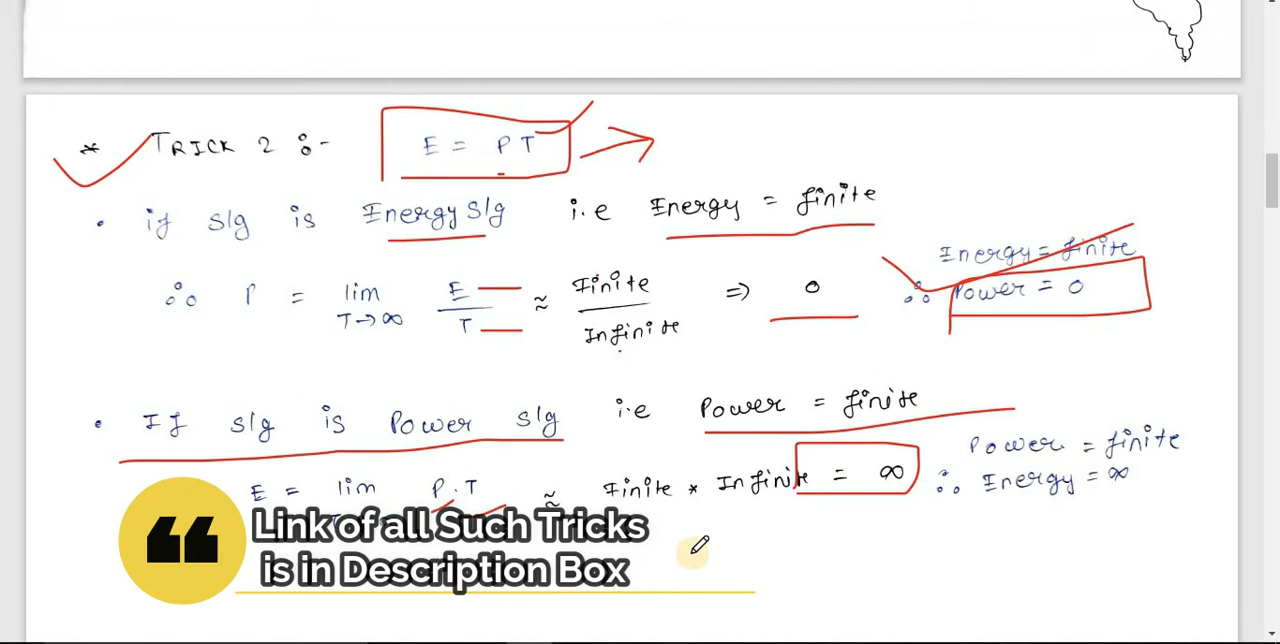 * TRICK 2 :- E = PT
• if s/g is Energy s/g i.e Energy = finite
Energy = finite
∴ P = lim E/T ≈ Finite/Infinite ⇒ 0 ∴ Power = 0
T→∞
• If s/g is Power s/g i.e Power = finite
Power = finite
E = lim P.T ≈ Finite * Infinite = ∞ ∴ Energy = ∞
Link of all Such Tricks
is in Description Box